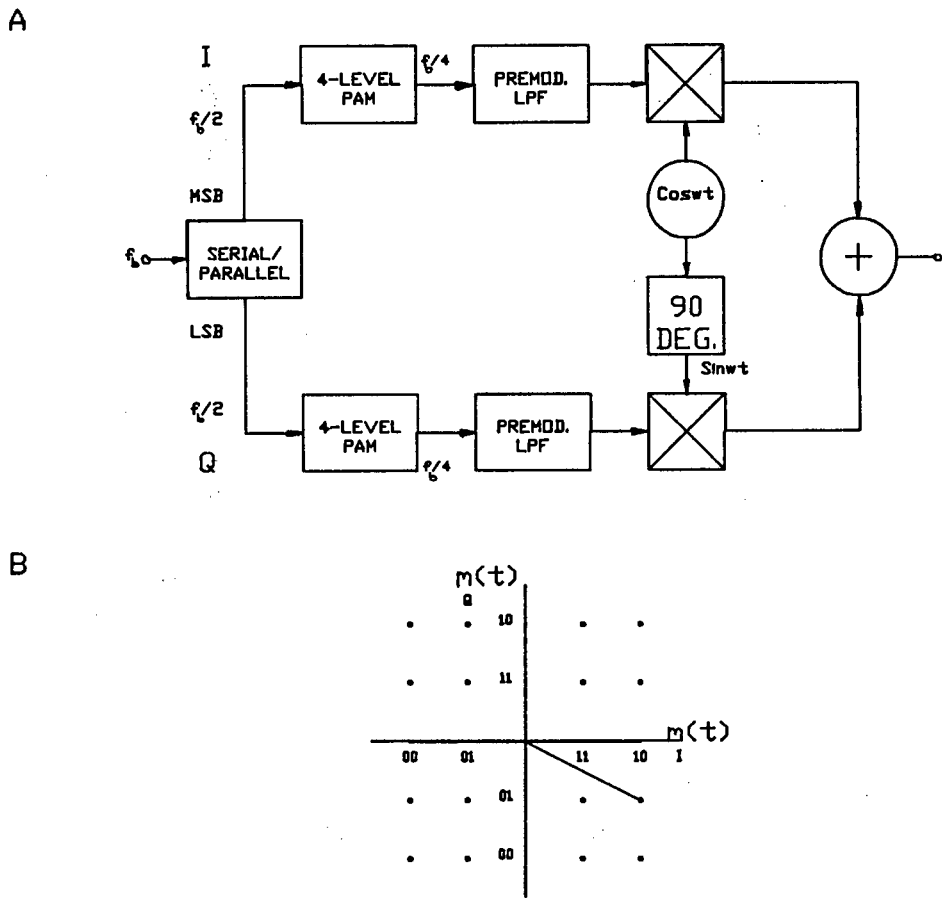 A
I
4-LEVEL
PAM
f_b/4
PREMOD.
LPF
f_b/2
MSB
Coswt
f_b
SERIAL/
PARALLEL
+
90
DEG.
LSB
Sinwt
f_b/2
4-LEVEL
PAM
f_b/4
PREMOD.
LPF
Q
B
m(t)
Q
10
11
m(t)
00
01
11
10
I
01
00